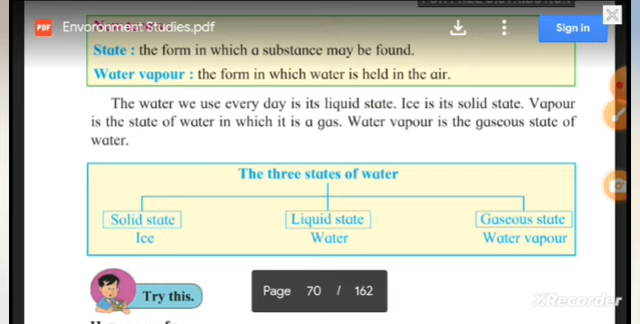 PDF Environment Studies.pdf
Sign in
State : the form in which a substance may be found.
Water vapour : the form in which water is held in the air.
The water we use every day is its liquid state. Ice is its solid state. Vapour
is the state of water in which it is a gas. Water vapour is the gaseous state of
water.
The three states of water
Solid state Liquid state Gaseous state
Ice Water Water vapour
Try this.
Page 70 / 162
XRecorder